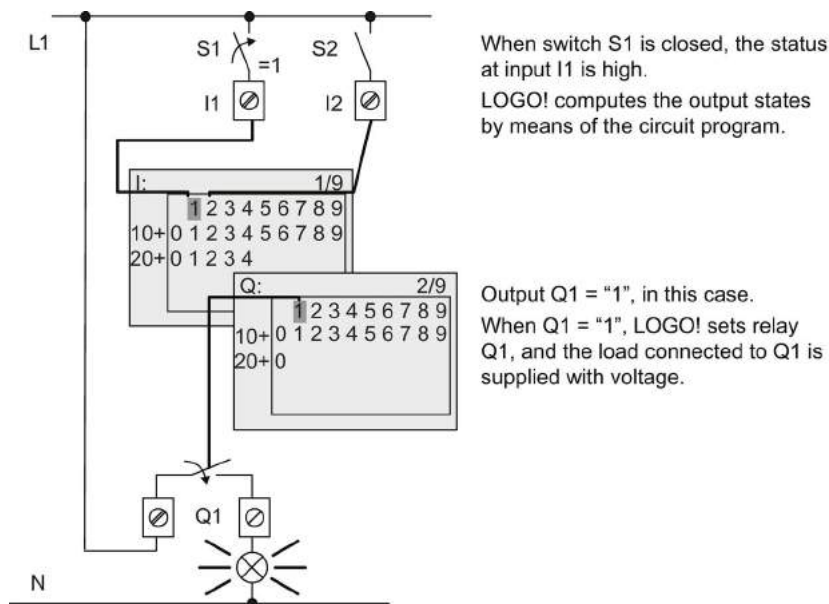 L1
S1
=1
S2
I1
I2
When switch S1 is closed, the status
at input I1 is high.
LOGO! computes the output states
by means of the circuit program.
I: 1/9
1 2 3 4 5 6 7 8 9
10+ 0 1 2 3 4 5 6 7 8 9
20+ 0 1 2 3 4
Q: 2/9
1 2 3 4 5 6 7 8 9
10+ 0 1 2 3 4 5 6 7 8 9
20+ 0
Output Q1 = “1”, in this case.
When Q1 = “1”, LOGO! sets relay
Q1, and the load connected to Q1 is
supplied with voltage.
Q1
N